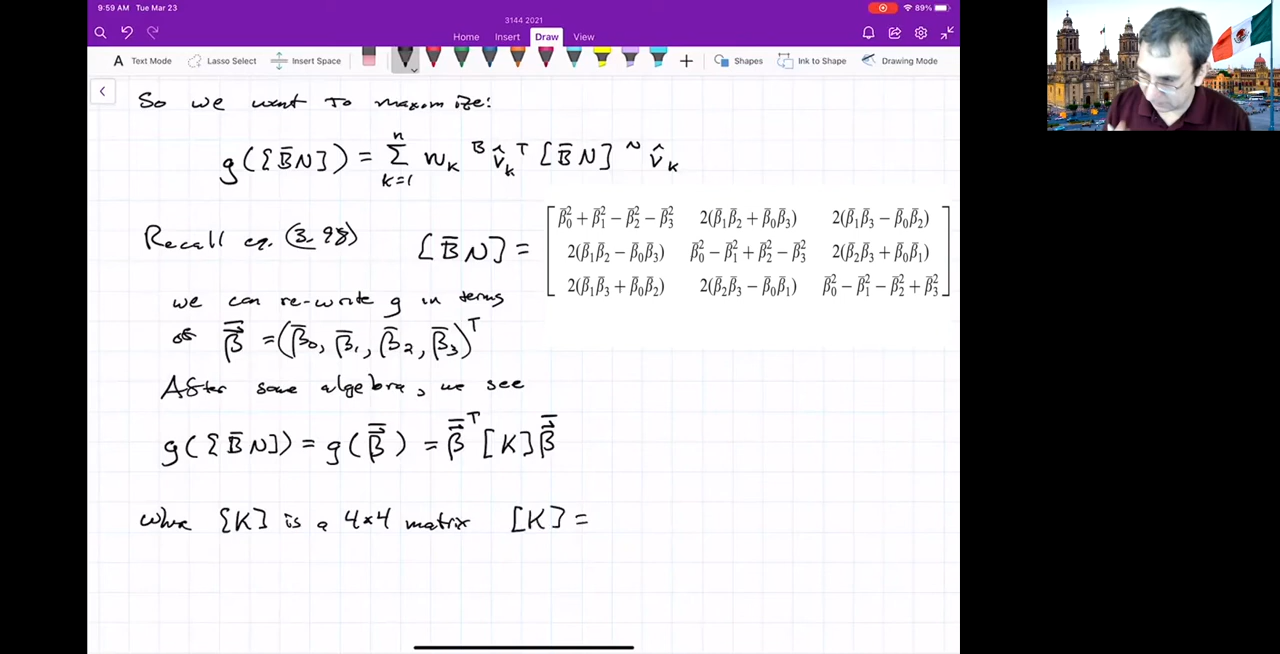 9:59 AM Tue Mar 23
89%
3144 2021
Home Insert Draw View
Text Mode Lasso Select Insert Space Shapes Ink to Shape Drawing Mode
So we want to maximize:
g([B̄N]) = Σ_{k=1}^{n} w_k ᴮv̂_kᵀ [B̄N] ᴺv̂_k
Recall eq. (3.98) [B̄N] =
β̄₀² + β̄₁² − β̄₂² − β̄₃² 2(β̄₁β̄₂ + β̄₀β̄₃) 2(β̄₁β̄₃ − β̄₀β̄₂)
2(β̄₁β̄₂ − β̄₀β̄₃) β̄₀² − β̄₁² + β̄₂² − β̄₃² 2(β̄₂β̄₃ + β̄₀β̄₁)
2(β̄₁β̄₃ + β̄₀β̄₂) 2(β̄₂β̄₃ − β̄₀β̄₁) β̄₀² − β̄₁² − β̄₂² + β̄₃²
we can re-write g in terms
of β̄⃗ = (β̄₀, β̄₁, β̄₂, β̄₃)ᵀ
After some algebra, we see
g([B̄N]) = g(β̄⃗) = β̄⃗ᵀ [K] β̄⃗
where [K] is a 4×4 matrix [K] =